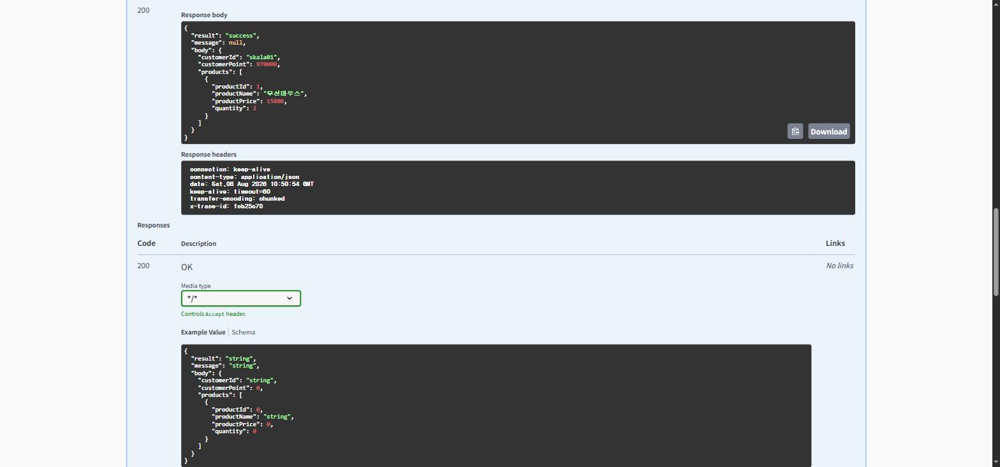 200
Response body
{
"result": "success",
"message": null,
"body": {
"customerId": "skala01",
"customerPoint": 970000,
"products": [
{
"productId": 1,
"productName": "무선마우스",
"productPrice": 15000,
"quantity": 2
}
]
}
}
Download
Response headers
connection: keep-alive
content-type: application/json
date: Sat,08 Aug 2026 10:50:54 GMT
keep-alive: timeout=60
transfer-encoding: chunked
x-trace-id:
Responses
Code Description Links
200 OK No links
Media type
*/*
Controls Accept header.
Example Value Schema
{
"result": "string",
"message": "string",
"body": {
"customerId": "string",
"customerPoint": 0,
"products": [
{
"productId": 0,
"productName": "string",
"productPrice": 0,
"quantity": 0
}
]
}
}